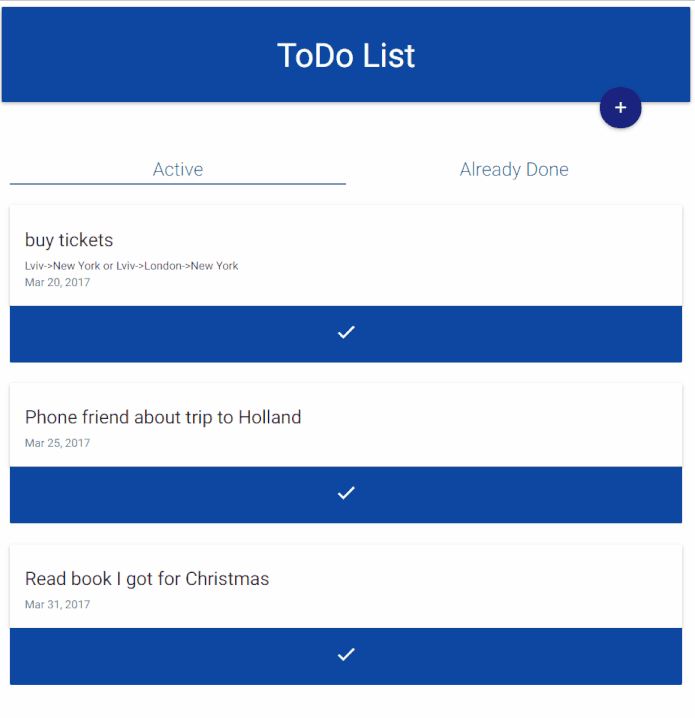 ToDo List
+
Active
Already Done
buy tickets
Lviv->New York or Lviv->London->New York
Mar 20, 2017
Phone friend about trip to Holland
Mar 25, 2017
Read book I got for Christmas
Mar 31, 2017